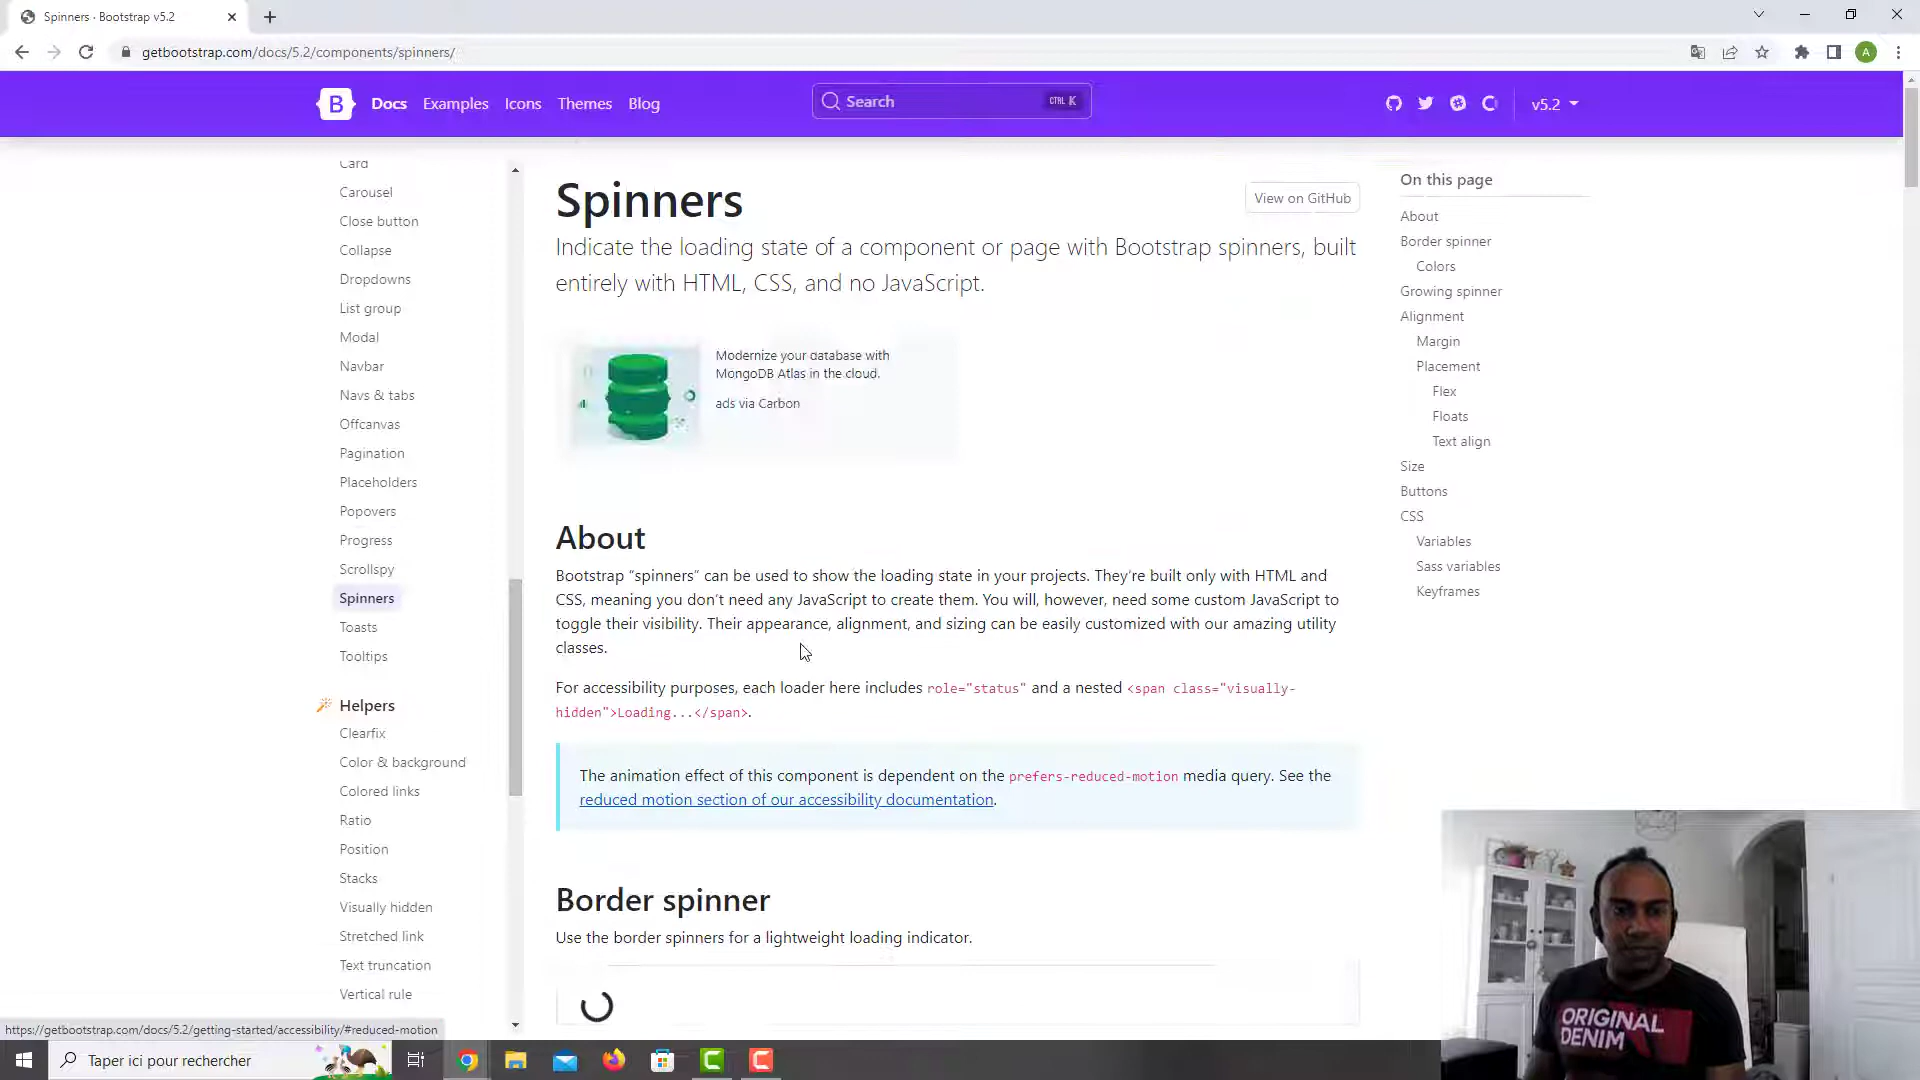 Spinners · Bootstrap v5.2
getbootstrap.com/docs/5.2/components/spinners/
A
B
Docs
Examples
Icons
Themes
Blog
Search
CTRL K
v5.2
Card
Carousel
Close button
Collapse
Dropdowns
List group
Modal
Navbar
Navs & tabs
Offcanvas
Pagination
Placeholders
Popovers
Progress
Scrollspy
Spinners
Toasts
Tooltips
Helpers
Clearfix
Color & background
Colored links
Ratio
Position
Stacks
Visually hidden
Stretched link
Text truncation
Vertical rule
Spinners
View on GitHub
Indicate the loading state of a component or page with Bootstrap spinners, built
entirely with HTML, CSS, and no JavaScript.
Modernize your database with
MongoDB Atlas in the cloud.
ads via Carbon
About
Bootstrap “spinners” can be used to show the loading state in your projects. They’re built only with HTML and
CSS, meaning you don’t need any JavaScript to create them. You will, however, need some custom JavaScript to
toggle their visibility. Their appearance, alignment, and sizing can be easily customized with our amazing utility
classes.
For accessibility purposes, each loader here includes role="status" and a nested <span class="visually-
hidden">Loading...</span>.
The animation effect of this component is dependent on the prefers-reduced-motion media query. See the
reduced motion section of our accessibility documentation.
Border spinner
Use the border spinners for a lightweight loading indicator.
On this page
About
Border spinner
Colors
Growing spinner
Alignment
Margin
Placement
Flex
Floats
Text align
Size
Buttons
CSS
Variables
Sass variables
Keyframes
ORIGINAL
DENIM
https://getbootstrap.com/docs/5.2/getting-started/accessibility/#reduced-motion
Taper ici pour rechercher